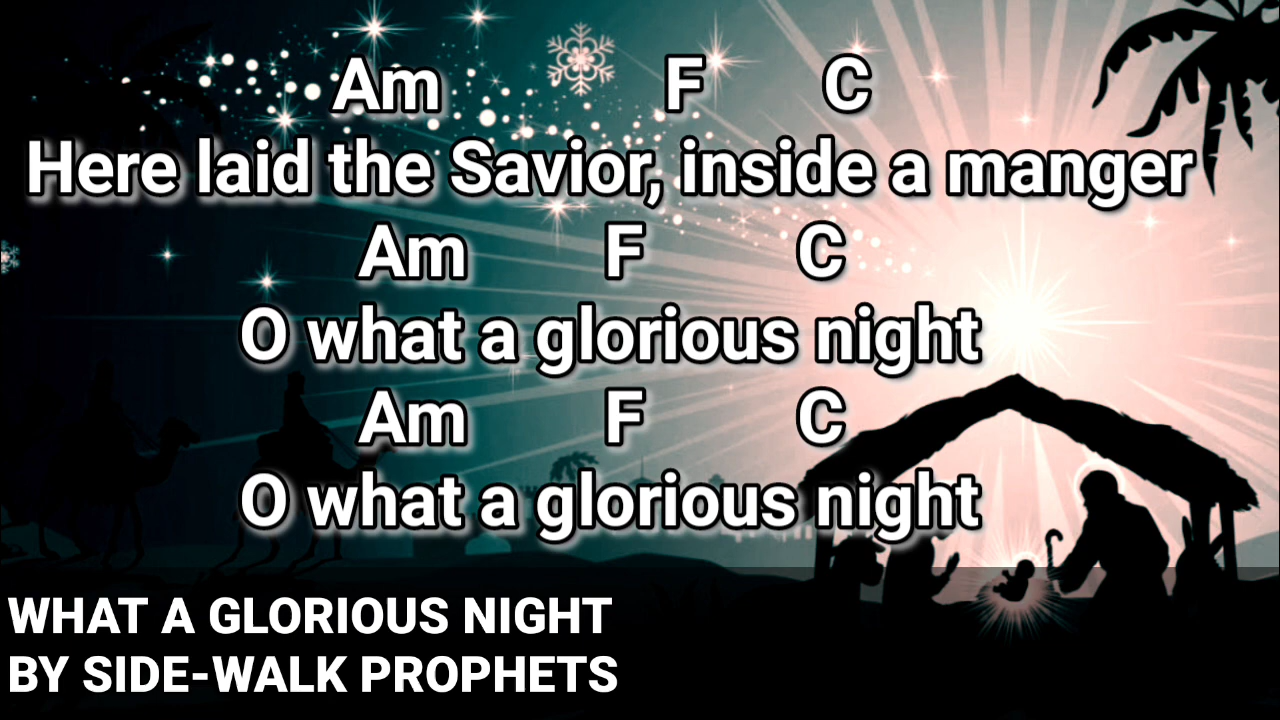 Am F C
Here laid the Savior, inside a manger
Am F C
O what a glorious night
Am F C
O what a glorious night
WHAT A GLORIOUS NIGHT
BY SIDE-WALK PROPHETS